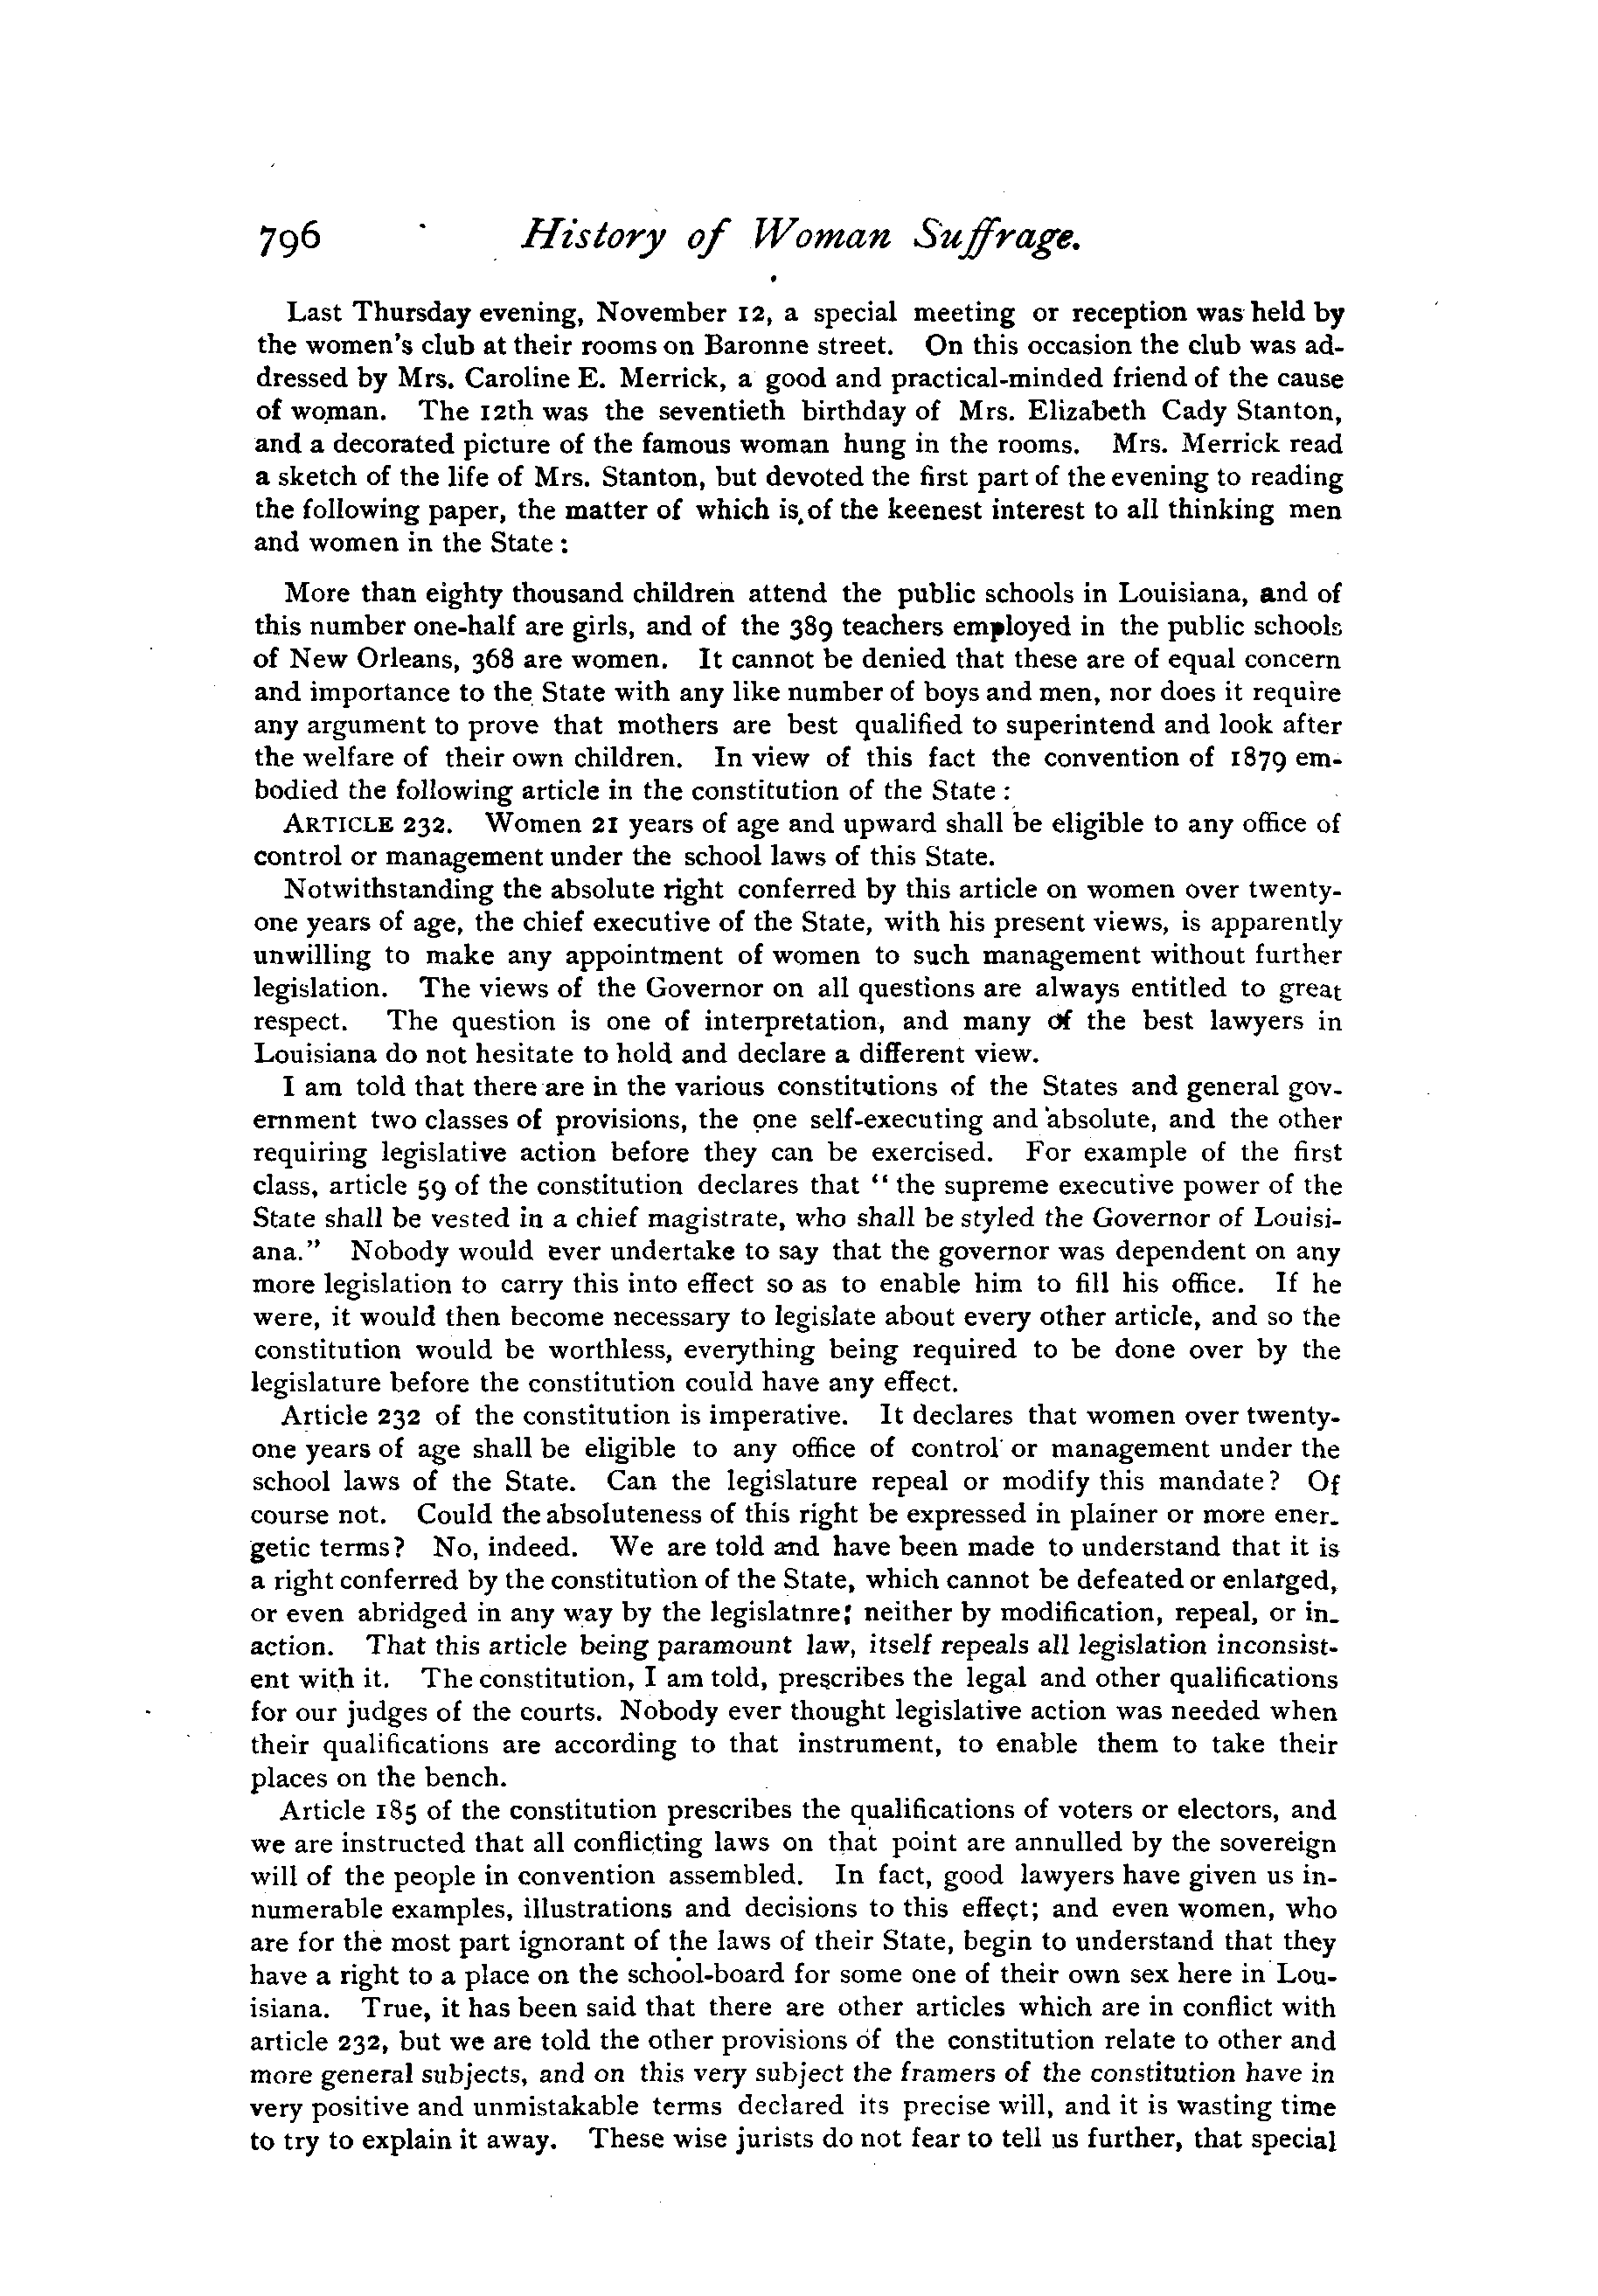 796 History of Woman Suffrage.
Last Thursday evening, November 12, a special meeting or reception was held by
the women's club at their rooms on Baronne street. On this occasion the club was ad-
dressed by Mrs. Caroline E. Merrick, a good and practical-minded friend of the cause
of woman. The 12th was the seventieth birthday of Mrs. Elizabeth Cady Stanton,
and a decorated picture of the famous woman hung in the rooms. Mrs. Merrick read
a sketch of the life of Mrs. Stanton, but devoted the first part of the evening to reading
the following paper, the matter of which is of the keenest interest to all thinking men
and women in the State :
More than eighty thousand children attend the public schools in Louisiana, and of
this number one-half are girls, and of the 389 teachers employed in the public schools
of New Orleans, 368 are women. It cannot be denied that these are of equal concern
and importance to the State with any like number of boys and men, nor does it require
any argument to prove that mothers are best qualified to superintend and look after
the welfare of their own children. In view of this fact the convention of 1879 em-
bodied the following article in the constitution of the State :
ARTICLE 232. Women 21 years of age and upward shall be eligible to any office of
control or management under the school laws of this State.
Notwithstanding the absolute right conferred by this article on women over twenty-
one years of age, the chief executive of the State, with his present views, is apparently
unwilling to make any appointment of women to such management without further
legislation. The views of the Governor on all questions are always entitled to great
respect. The question is one of interpretation, and many of the best lawyers in
Louisiana do not hesitate to hold and declare a different view.
I am told that there are in the various constitutions of the States and general gov-
ernment two classes of provisions, the one self-executing and absolute, and the other
requiring legislative action before they can be exercised. For example of the first
class, article 59 of the constitution declares that " the supreme executive power of the
State shall be vested in a chief magistrate, who shall be styled the Governor of Louisi-
ana." Nobody would ever undertake to say that the governor was dependent on any
more legislation to carry this into effect so as to enable him to fill his office. If he
were, it would then become necessary to legislate about every other article, and so the
constitution would be worthless, everything being required to be done over by the
legislature before the constitution could have any effect.
Article 232 of the constitution is imperative. It declares that women over twenty-
one years of age shall be eligible to any office of control or management under the
school laws of the State. Can the legislature repeal or modify this mandate? Of
course not. Could the absoluteness of this right be expressed in plainer or more ener-
getic terms? No, indeed. We are told and have been made to understand that it is
a right conferred by the constitution of the State, which cannot be defeated or enlarged,
or even abridged in any way by the legislatnre; neither by modification, repeal, or in-
action. That this article being paramount law, itself repeals all legislation inconsist-
ent with it. The constitution, I am told, prescribes the legal and other qualifications
for our judges of the courts. Nobody ever thought legislative action was needed when
their qualifications are according to that instrument, to enable them to take their
places on the bench.
Article 185 of the constitution prescribes the qualifications of voters or electors, and
we are instructed that all conflicting laws on that point are annulled by the sovereign
will of the people in convention assembled. In fact, good lawyers have given us in-
numerable examples, illustrations and decisions to this effect; and even women, who
are for the most part ignorant of the laws of their State, begin to understand that they
have a right to a place on the school-board for some one of their own sex here in Lou-
isiana. True, it has been said that there are other articles which are in conflict with
article 232, but we are told the other provisions of the constitution relate to other and
more general subjects, and on this very subject the framers of the constitution have in
very positive and unmistakable terms declared its precise will, and it is wasting time
to try to explain it away. These wise jurists do not fear to tell us further, that special